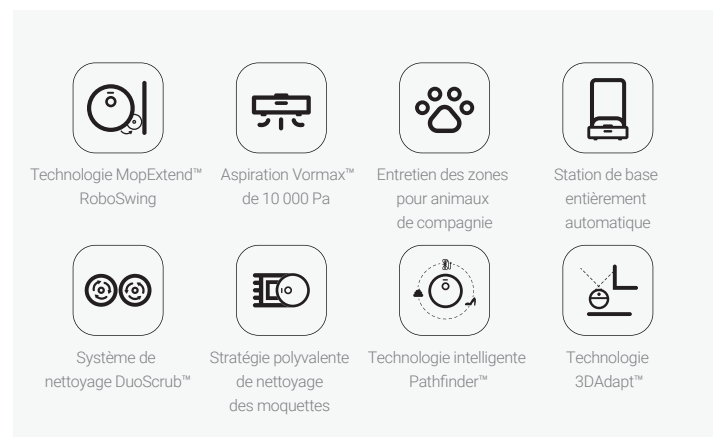 Technologie MopExtend™
RoboSwing
Aspiration Vormax™
de 10 000 Pa
Entretien des zones
pour animaux
de compagnie
Station de base
entièrement
automatique
Système de
nettoyage DuoScrub™
Stratégie polyvalente
de nettoyage
des moquettes
Technologie intelligente
Pathfinder™
Technologie
3DAdapt™